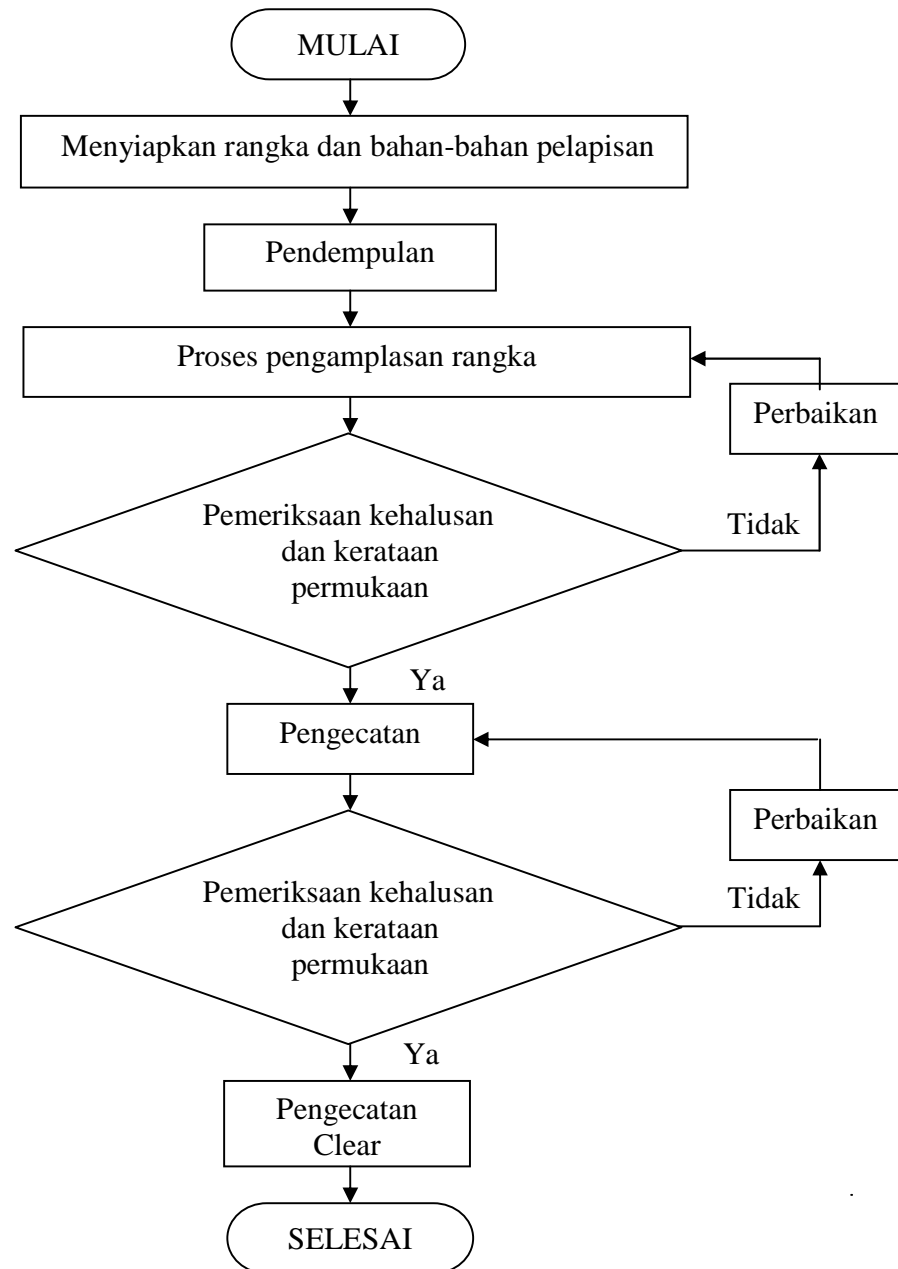 MULAI
Menyiapkan rangka dan bahan-bahan pelapisan
Pendempulan
Proses pengamplasan rangka
Perbaikan
Pemeriksaan kehalusan
dan kerataan
permukaan
Tidak
Ya
Pengecatan
Perbaikan
Pemeriksaan kehalusan
dan kerataan
permukaan
Tidak
Ya
Pengecatan
Clear
SELESAI